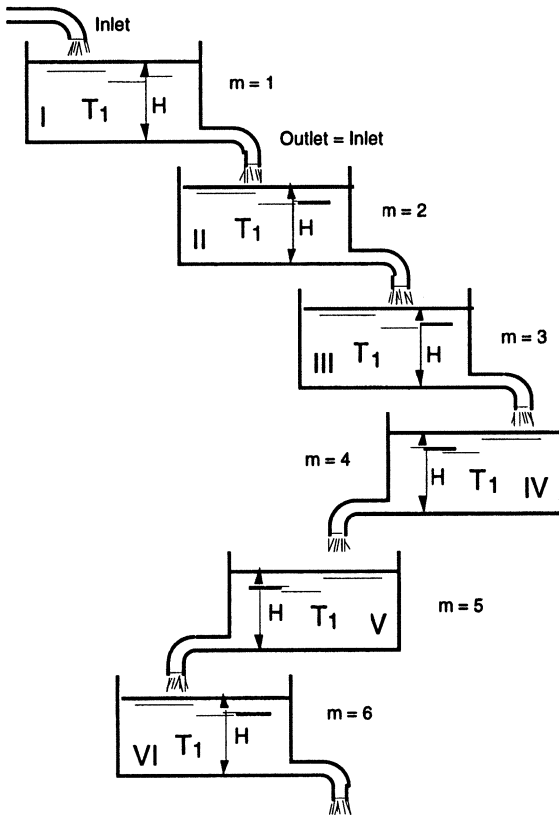 Inlet
I T1 H m = 1
Outlet = Inlet
II T1 H m = 2
III T1 H m = 3
m = 4 H T1 IV
H T1 V m = 5
VI T1 H m = 6